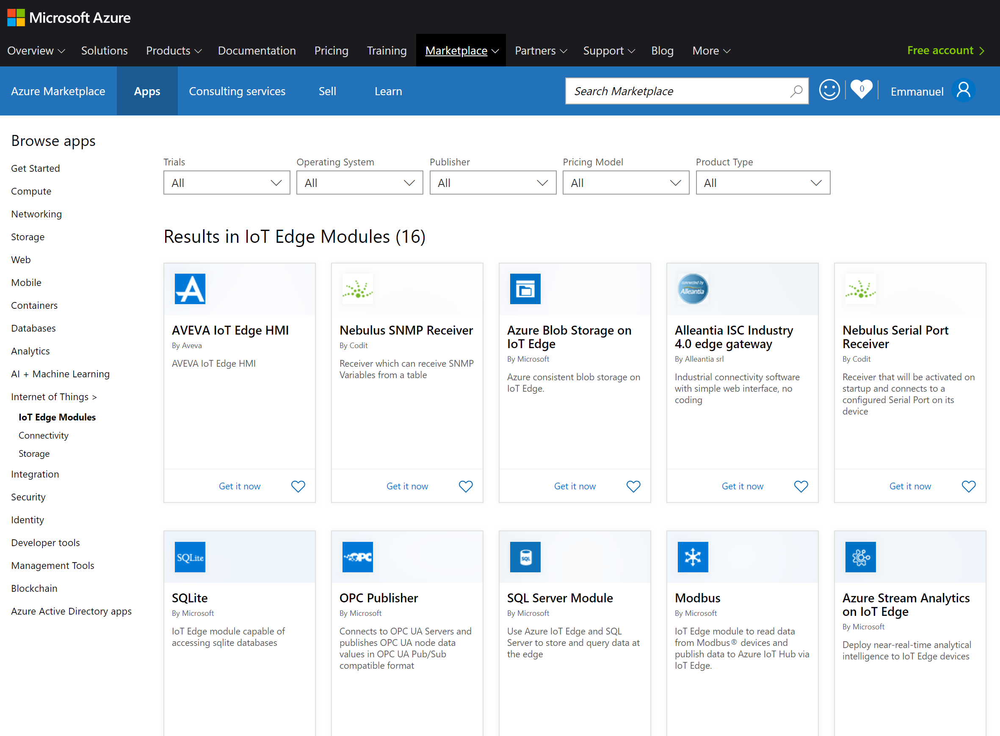 Microsoft Azure
Overview Solutions Products Documentation Pricing Training Marketplace Partners Support Blog More Free account
Azure Marketplace Apps Consulting services Sell Learn Search Marketplace 0 Emmanuel
Browse apps
Get Started
Compute
Networking
Storage
Web
Mobile
Containers
Databases
Analytics
AI + Machine Learning
Internet of Things >
IoT Edge Modules
Connectivity
Storage
Integration
Security
Identity
Developer tools
Management Tools
Blockchain
Azure Active Directory apps
Trials Operating System Publisher Pricing Model Product Type
All All All All All
Results in IoT Edge Modules (16)
AVEVA IoT Edge HMI
By Aveva
AVEVA IoT Edge HMI
Get it now
Nebulus SNMP Receiver
By Codit
Receiver which can receive SNMP
Variables from a table
Get it now
Azure Blob Storage on
IoT Edge
By Microsoft
Azure consistent blob storage on
IoT Edge.
Get it now
connected by
Alleantia
Alleantia ISC Industry
4.0 edge gateway
By Alleantia srl
Industrial connectivity software
with simple web interface, no
coding
Get it now
Nebulus Serial Port
Receiver
By Codit
Receiver that will be activated on
startup and connects to a
configured Serial Port on its
device
Get it now
SQLite
SQLite
By Microsoft
IoT Edge module capable of
accessing sqlite databases
OPC
OPC Publisher
By Microsoft
Connects to OPC UA Servers and
publishes OPC UA node data
values in OPC UA Pub/Sub
compatible format
SQL
SQL Server Module
By Microsoft
Use Azure IoT Edge and SQL
Server to store and query data at
the edge
Modbus
By Microsoft
IoT Edge module to read data
from Modbus® devices and
publish data to Azure IoT Hub via
IoT Edge.
Azure Stream Analytics
on IoT Edge
By Microsoft
Deploy near-real-time analytical
intelligence to IoT Edge devices